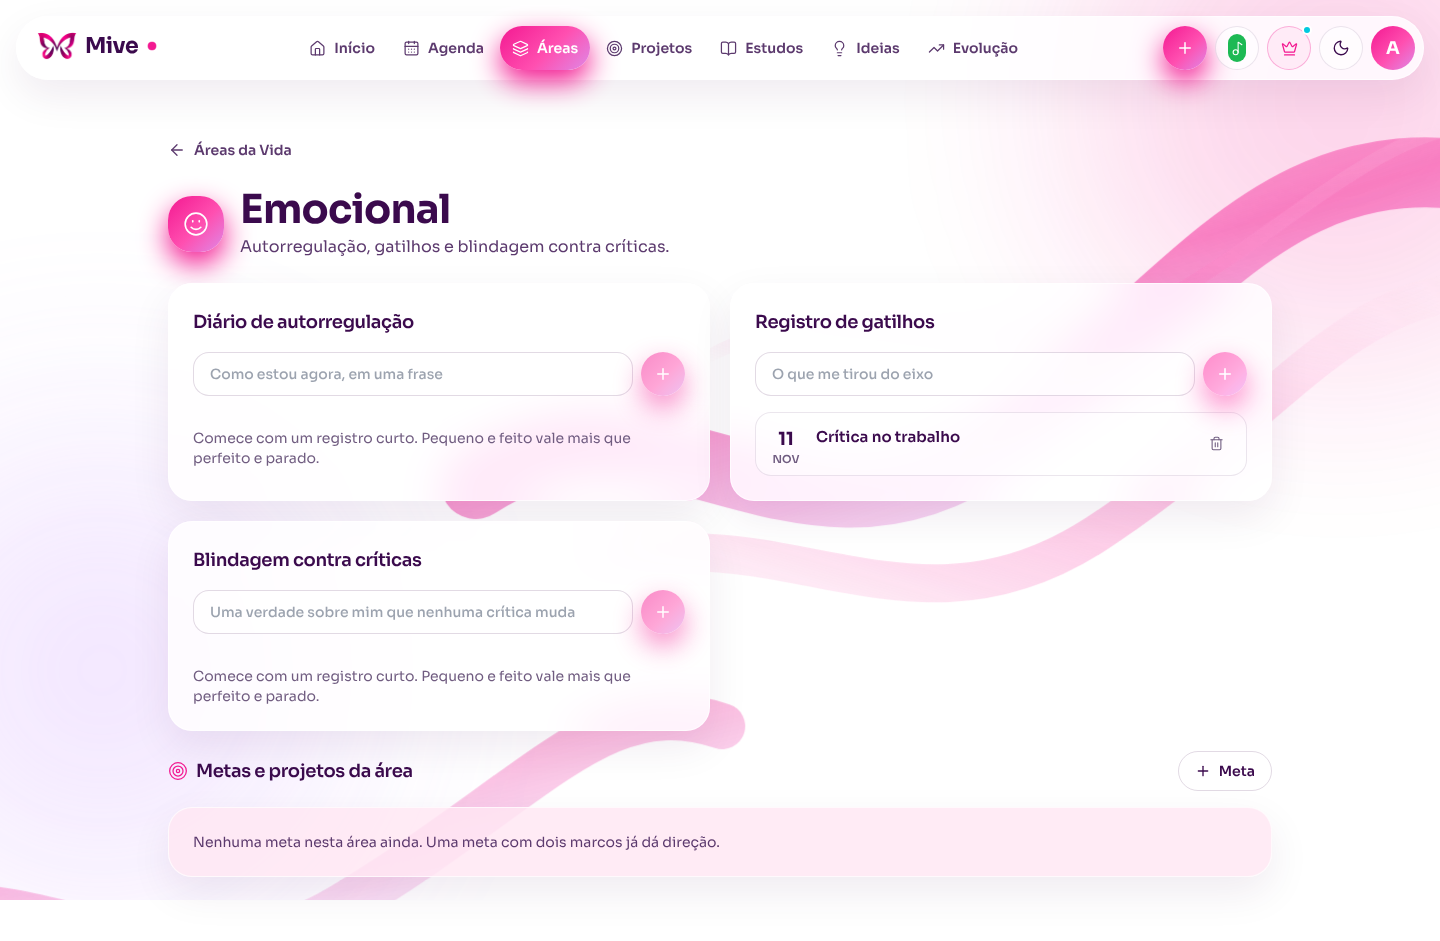 Mive
Início
Agenda
Áreas
Projetos
Estudos
Ideias
Evolução
A
Áreas da Vida
Emocional
Autorregulação, gatilhos e blindagem contra críticas.
Diário de autorregulação
Como estou agora, em uma frase
Comece com um registro curto. Pequeno e feito vale mais que
perfeito e parado.
Registro de gatilhos
O que me tirou do eixo
11
NOV
Crítica no trabalho
Blindagem contra críticas
Uma verdade sobre mim que nenhuma crítica muda
Comece com um registro curto. Pequeno e feito vale mais que
perfeito e parado.
Metas e projetos da área
Meta
Nenhuma meta nesta área ainda. Uma meta com dois marcos já dá direção.